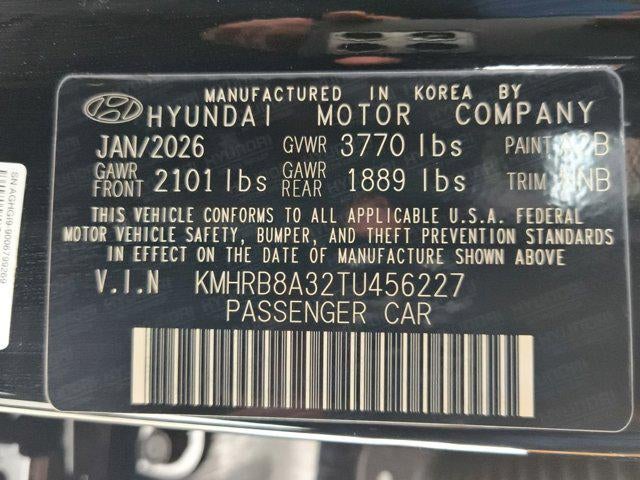 MANUFACTURED IN KOREA BY
HYUNDAI MOTOR COMPANY
JAN/2026 GVWR 3770 lbs PAINT A2B
GAWR FRONT 2101 lbs GAWR REAR 1889 lbs TRIM NNB
THIS VEHICLE CONFORMS TO ALL APPLICABLE U.S.A. FEDERAL
MOTOR VEHICLE SAFETY, BUMPER, AND THEFT PREVENTION STANDARDS
IN EFFECT ON THE DATE OF MANUFACTURE SHOWN ABOVE
V.I.N KMHRB8A32TU456227
PASSENGER CAR